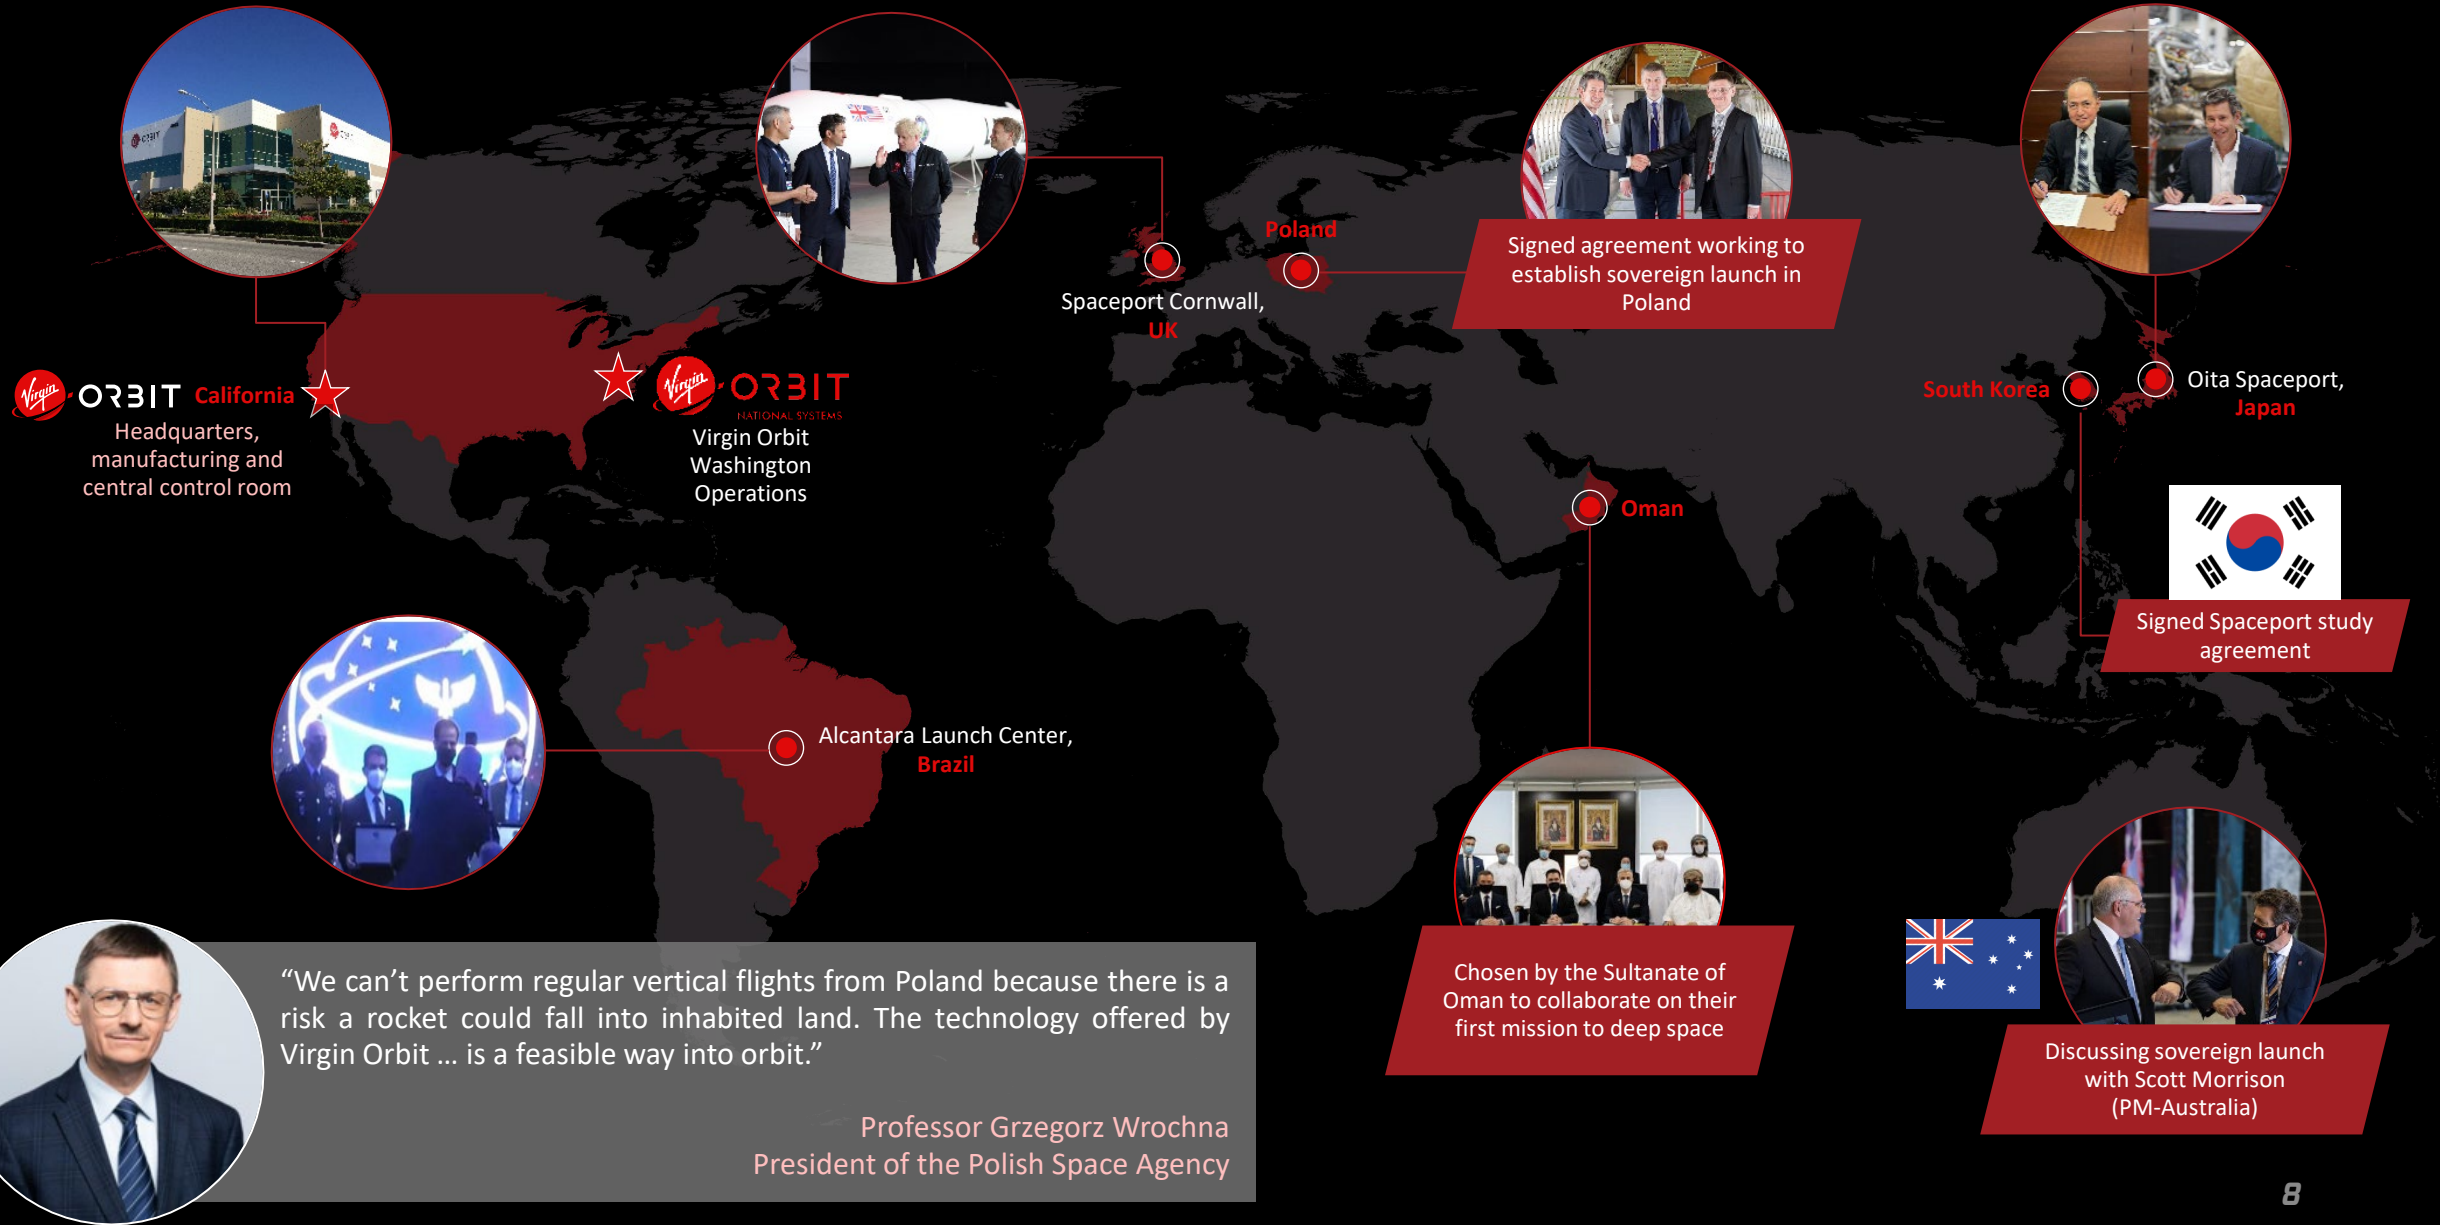 Virgin ORBIT California
Headquarters,
manufacturing and
central control room
Virgin ORBIT
NATIONAL SYSTEMS
Virgin Orbit
Washington
Operations
Spaceport Cornwall,
UK
Poland
Signed agreement working to
establish sovereign launch in
Poland
South Korea
Oita Spaceport,
Japan
Signed Spaceport study
agreement
Oman
Chosen by the Sultanate of
Oman to collaborate on their
first mission to deep space
Alcantara Launch Center,
Brazil
Discussing sovereign launch
with Scott Morrison
(PM-Australia)
“We can’t perform regular vertical flights from Poland because there is a
risk a rocket could fall into inhabited land. The technology offered by
Virgin Orbit ... is a feasible way into orbit.”
Professor Grzegorz Wrochna
President of the Polish Space Agency
8
ORBIT
ORBIT